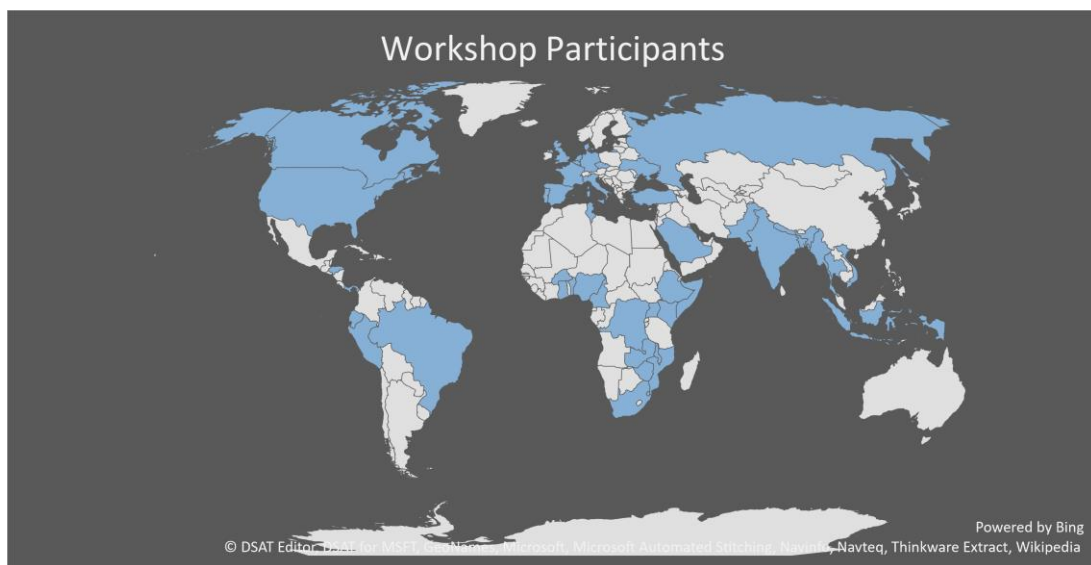 Workshop Participants
Powered by Bing
© DSAT Editor, DSAT for MSFT, GeoNames, Microsoft, Microsoft Automated Stitching, Navinfo, Navteq, Thinkware Extract, Wikipedia